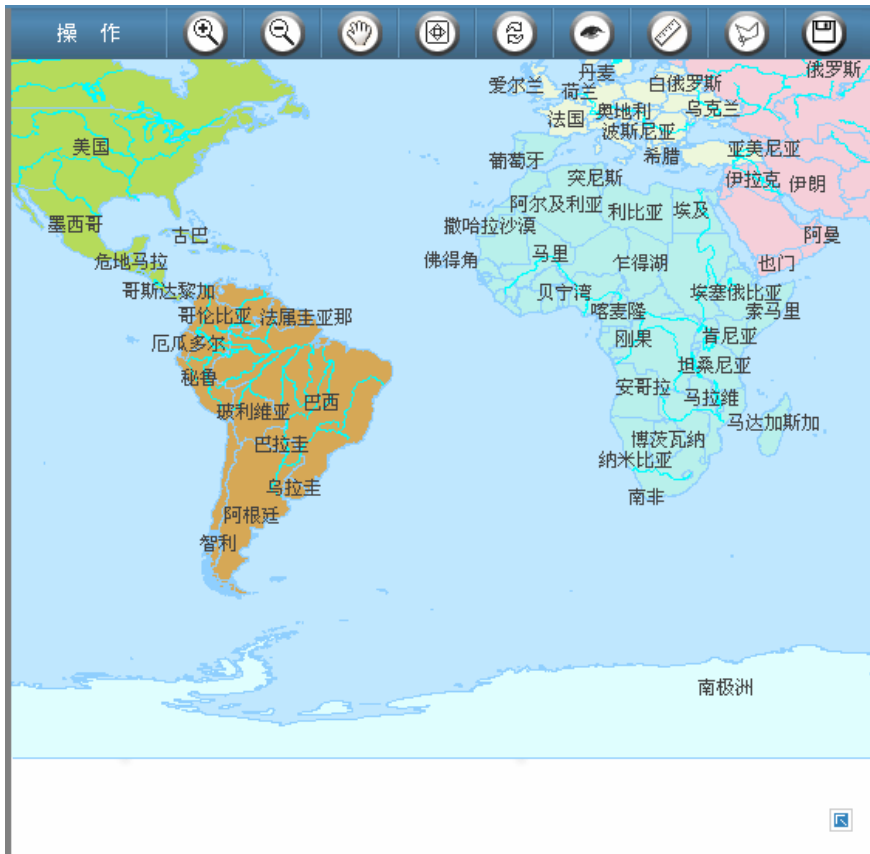 操 作
俄罗斯
丹麦
爱尔兰
荷兰
白俄罗斯
奥地利
乌克兰
法国
波斯尼亚
美国
葡萄牙
希腊
亚美尼亚
突尼斯
伊拉克
伊朗
阿尔及利亚
利比亚
埃及
墨西哥
撒哈拉沙漠
古巴
阿曼
危地马拉
佛得角
马里
乍得湖
也门
哥斯达黎加
贝宁湾
埃塞俄比亚
哥伦比亚
法属圭亚那
喀麦隆
索马里
厄瓜多尔
刚果
肯尼亚
秘鲁
坦桑尼亚
玻利维亚
巴西
安哥拉
马拉维
马达加斯加
巴拉圭
博茨瓦纳
纳米比亚
乌拉圭
南非
阿根廷
智利
南极洲